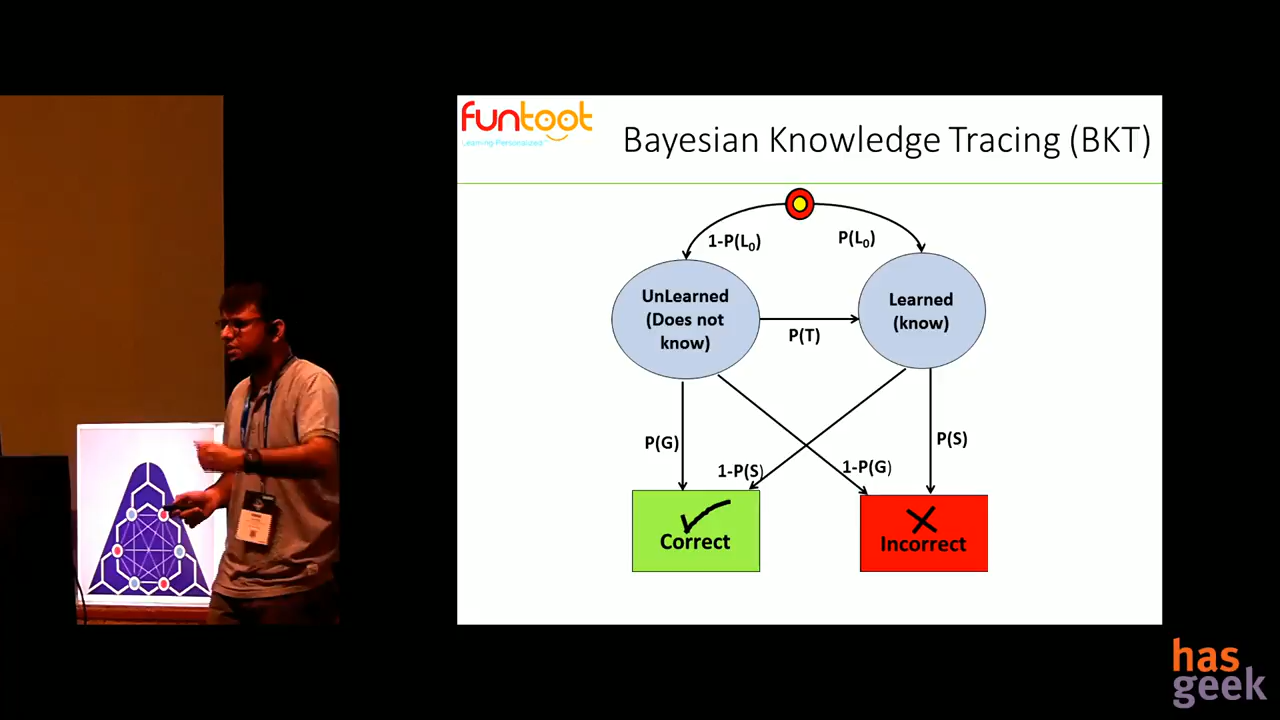 funtoot
Learning Personalized
Bayesian Knowledge Tracing (BKT)
1-P(L₀)
P(L₀)
UnLearned
(Does not
know)
Learned
(know)
P(T)
P(G)
1-P(S)
1-P(G)
P(S)
Correct
Incorrect
has
geek